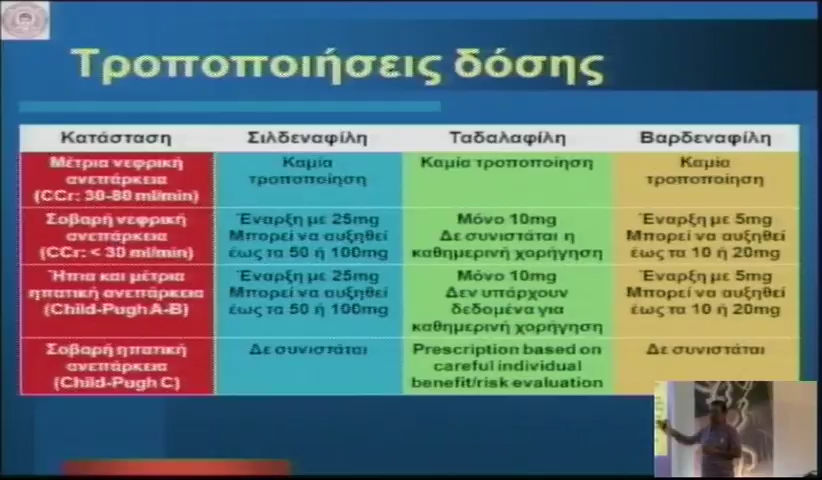 Τροποποιήσεις δόσης
Κατάσταση Σιλδεναφίλη Ταδαλαφίλη Βαρδεναφίλη
Μέτρια νεφρική
ανεπάρκεια
(CCr: 30-80 ml/min)
Καμία
τροποποίηση
Καμία τροποποίηση
Καμία
τροποποίηση
Σοβαρή νεφρική
ανεπάρκεια
(CCr: < 30 ml/min)
Έναρξη με 25mg
Μπορεί να αυξηθεί
έως τα 50 ή 100mg
Μόνο 10mg
Δε συνιστάται η
καθημερινή χορήγηση
Έναρξη με 5mg
Μπορεί να αυξηθεί
έως τα 10 ή 20mg
Ήπια και μέτρια
ηπατική ανεπάρκεια
(Child-Pugh A-B)
Έναρξη με 25mg
Μπορεί να αυξηθεί
έως τα 50 ή 100mg
Μόνο 10mg
Δεν υπάρχουν
δεδομένα για
καθημερινή χορήγηση
Έναρξη με 5mg
Μπορεί να αυξηθεί
έως τα 10 ή 20mg
Σοβαρή ηπατική
ανεπάρκεια
(Child-Pugh C)
Δε συνιστάται
Prescription based on
careful individual
benefit/risk evaluation
Δε συνιστάται